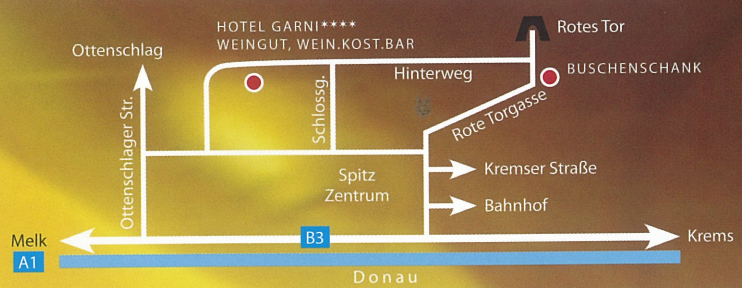 HOTEL GARNI****
WEINGUT, WEIN.KOST.BAR
Rotes Tor
Ottenschlag
Hinterweg
BUSCHENSCHANK
Ottenschlager Str.
Schlossg.
Rote Torgasse
Spitz
Zentrum
Kremser Straße
Bahnhof
Melk
B3
Krems
A1
Donau